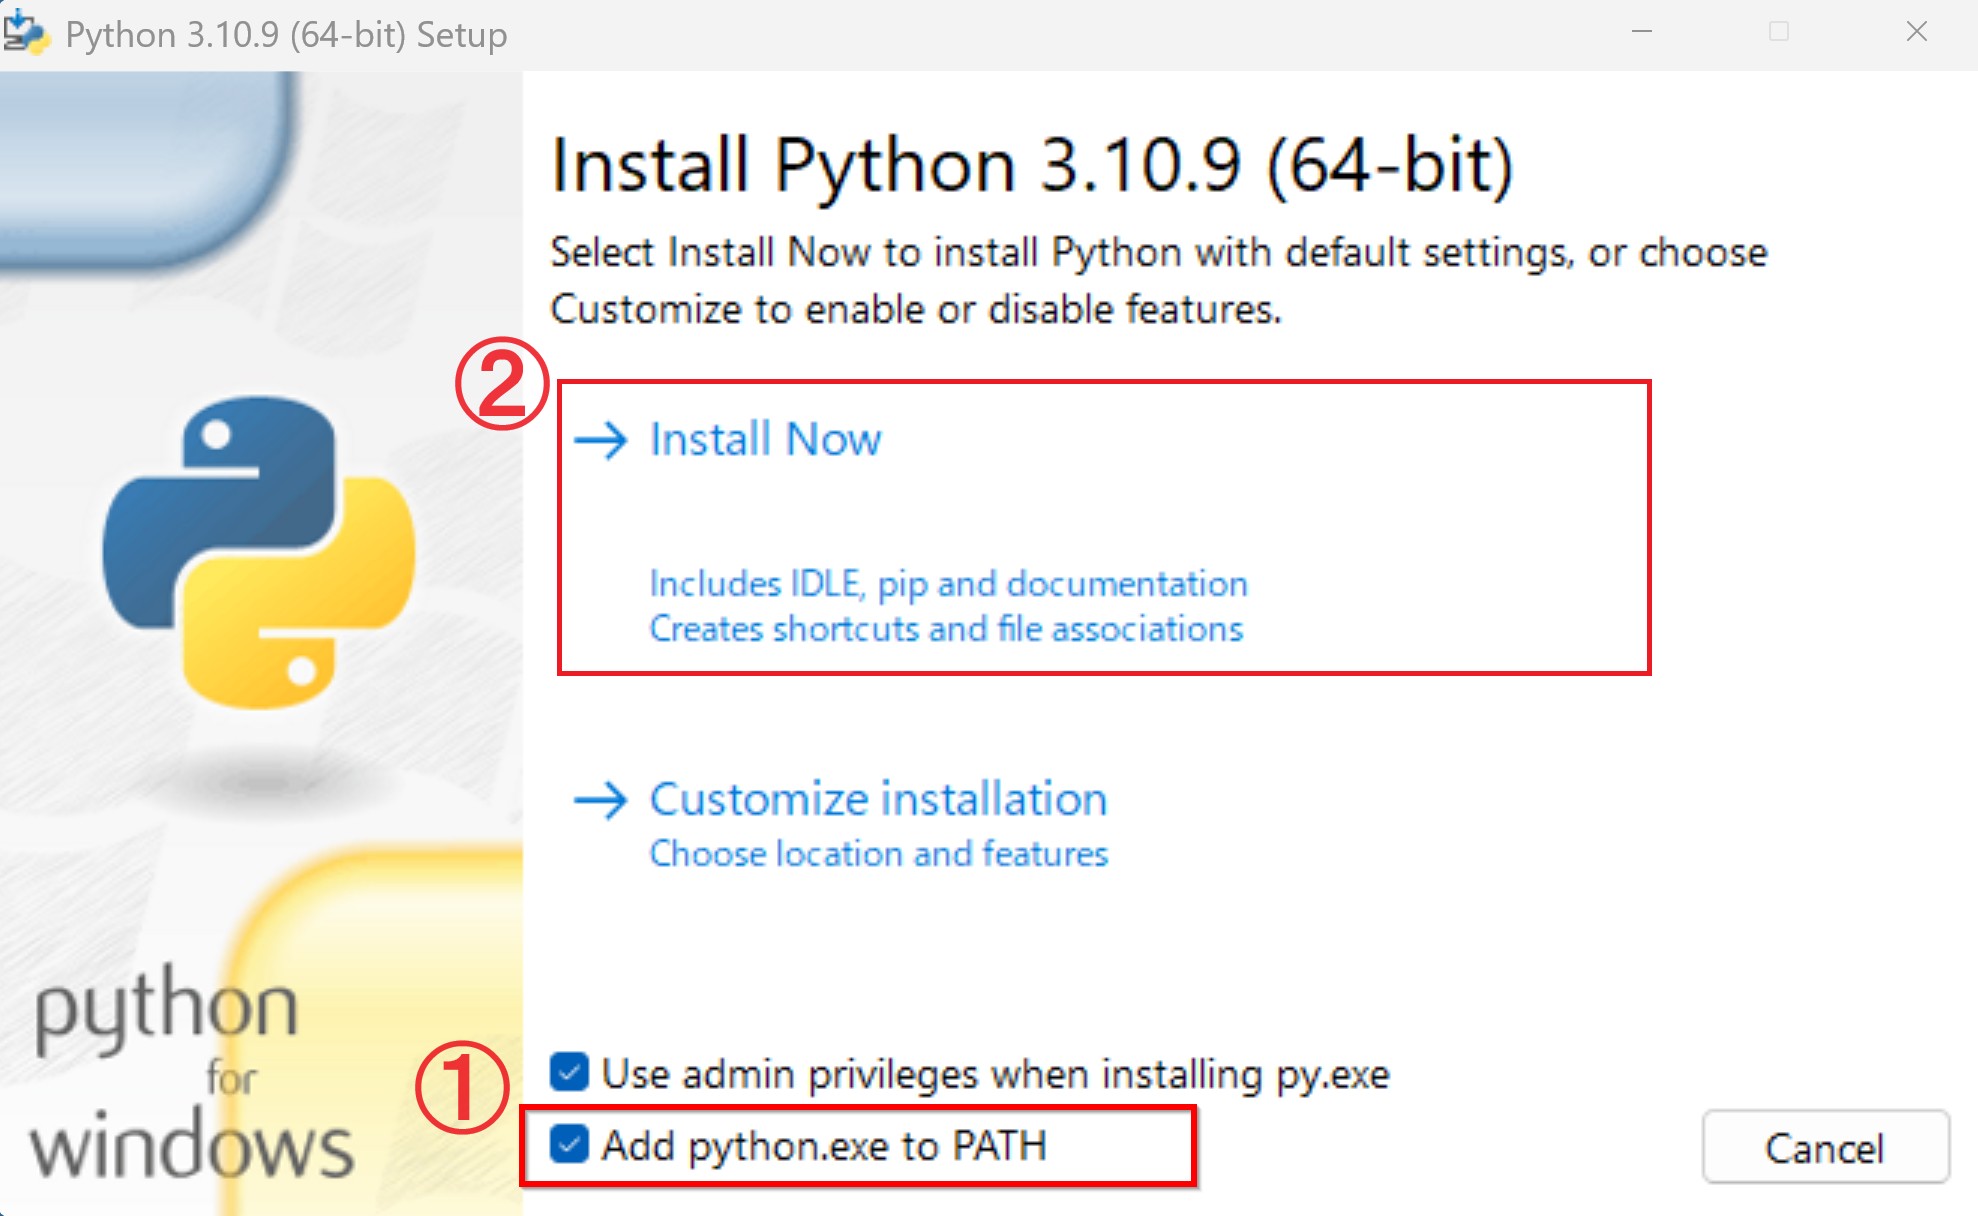 Python 3.10.9 (64-bit) Setup
Install Python 3.10.9 (64-bit)
Select Install Now to install Python with default settings, or choose
Customize to enable or disable features.
②
Install Now
Includes IDLE, pip and documentation
Creates shortcuts and file associations
Customize installation
Choose location and features
python
for
windows
①
Use admin privileges when installing py.exe
Add python.exe to PATH
Cancel